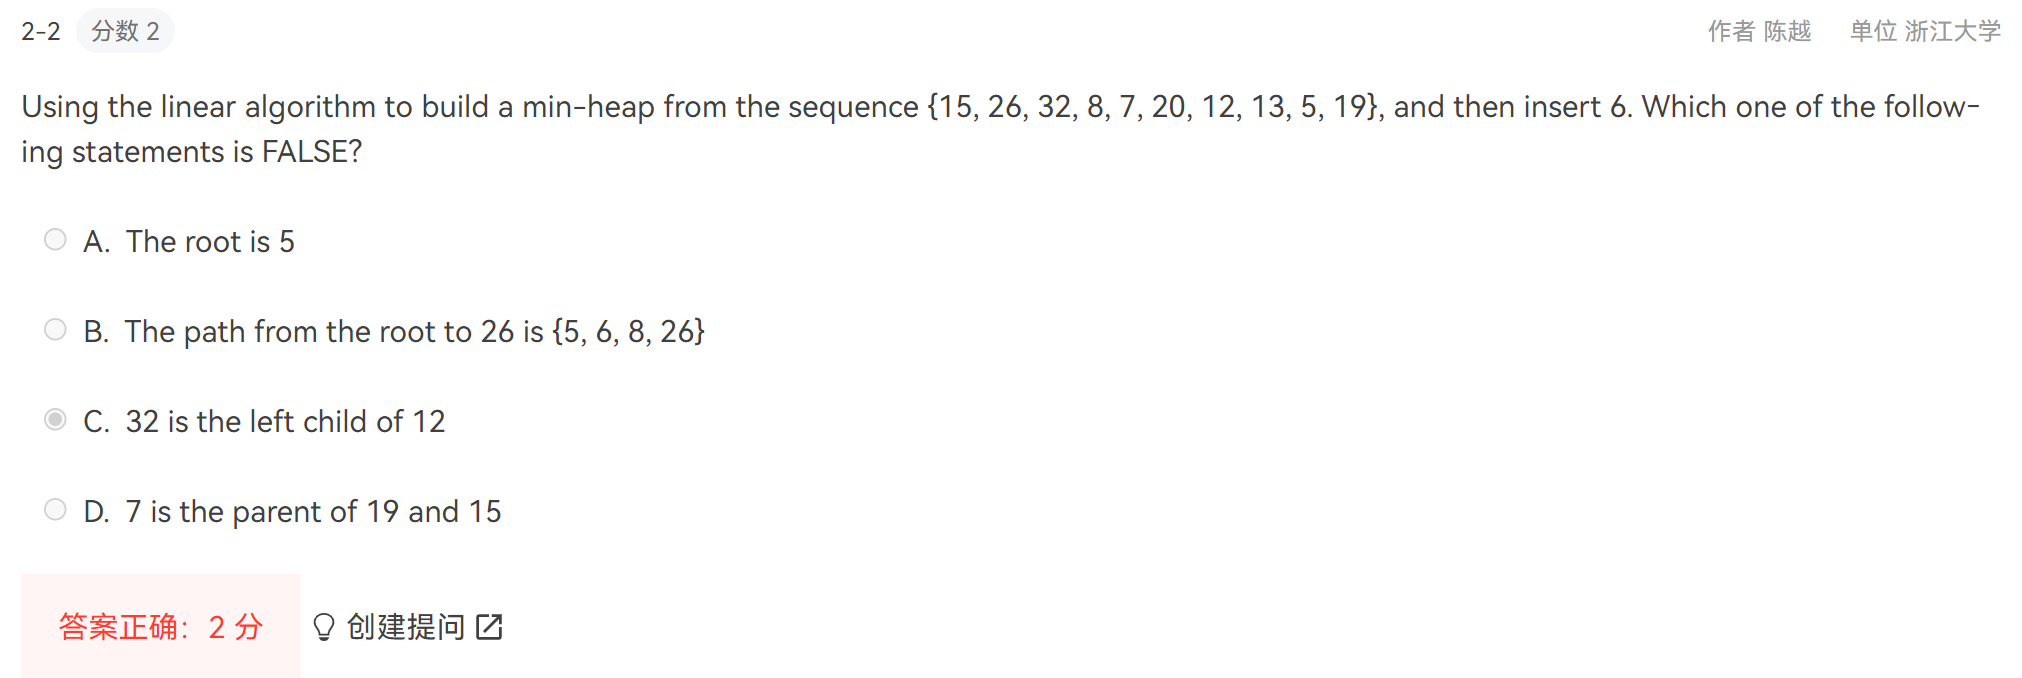 2-2 分数 2 作者 陈越 单位 浙江大学
Using the linear algorithm to build a min-heap from the sequence {15, 26, 32, 8, 7, 20, 12, 13, 5, 19}, and then insert 6. Which one of the follow-
ing statements is FALSE?
A. The root is 5
B. The path from the root to 26 is {5, 6, 8, 26}
C. 32 is the left child of 12
D. 7 is the parent of 19 and 15
答案正确：2 分 创建提问